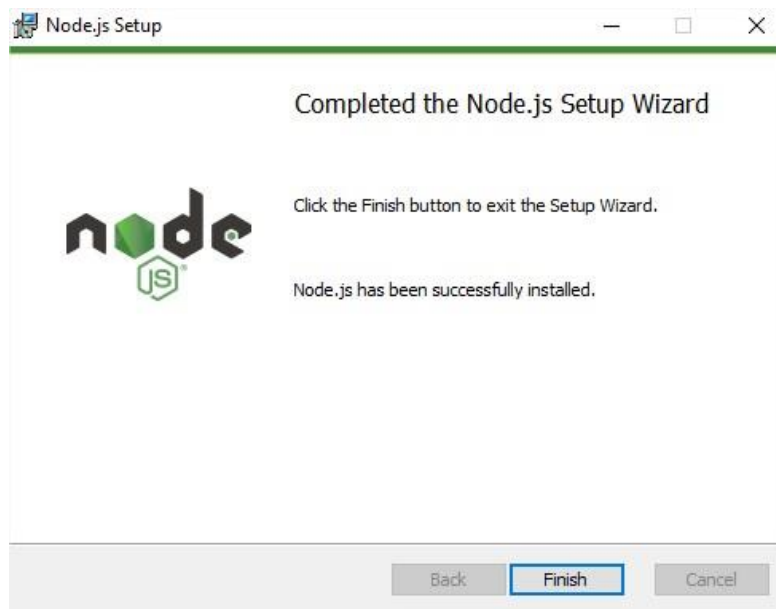 Node.js Setup
Completed the Node.js Setup Wizard
Click the Finish button to exit the Setup Wizard.
node
JS®
Node.js has been successfully installed.
Back Finish Cancel